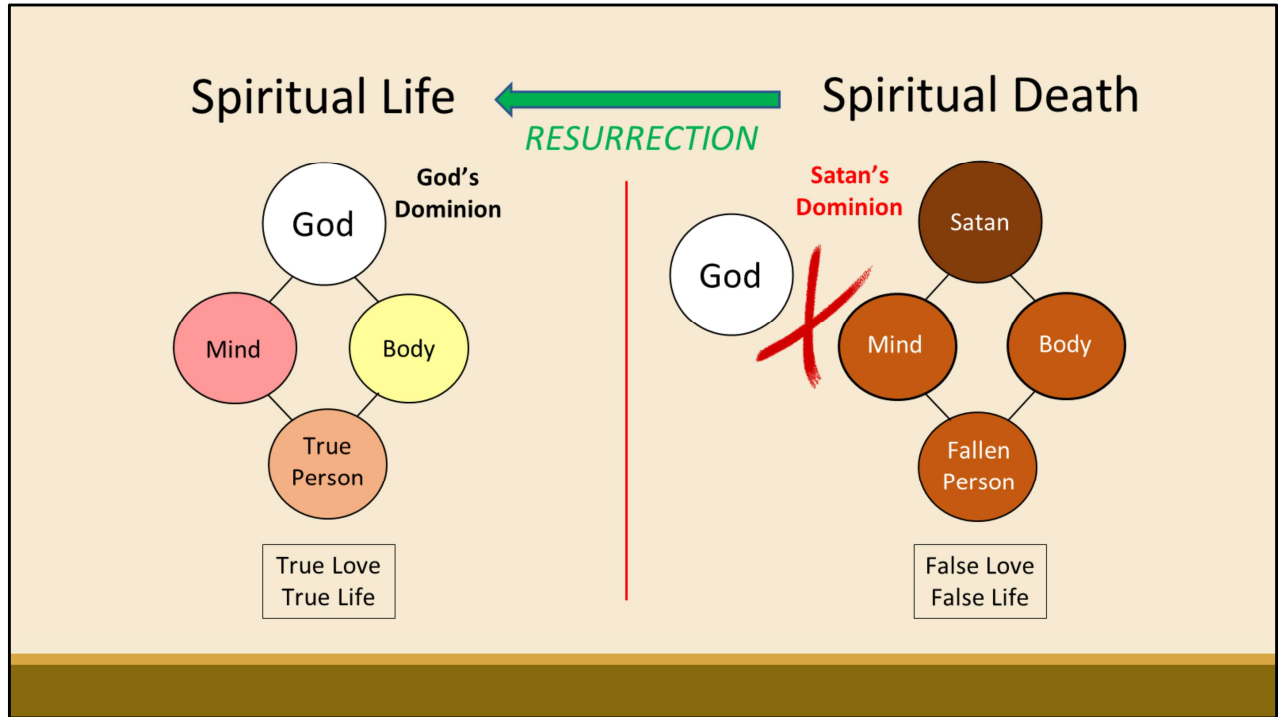 Spiritual Life
Spiritual Death
RESURRECTION
God
God’s
Dominion
Mind
Body
True
Person
True Love
True Life
God
Satan’s
Dominion
Satan
Mind
Body
Fallen
Person
False Love
False Life